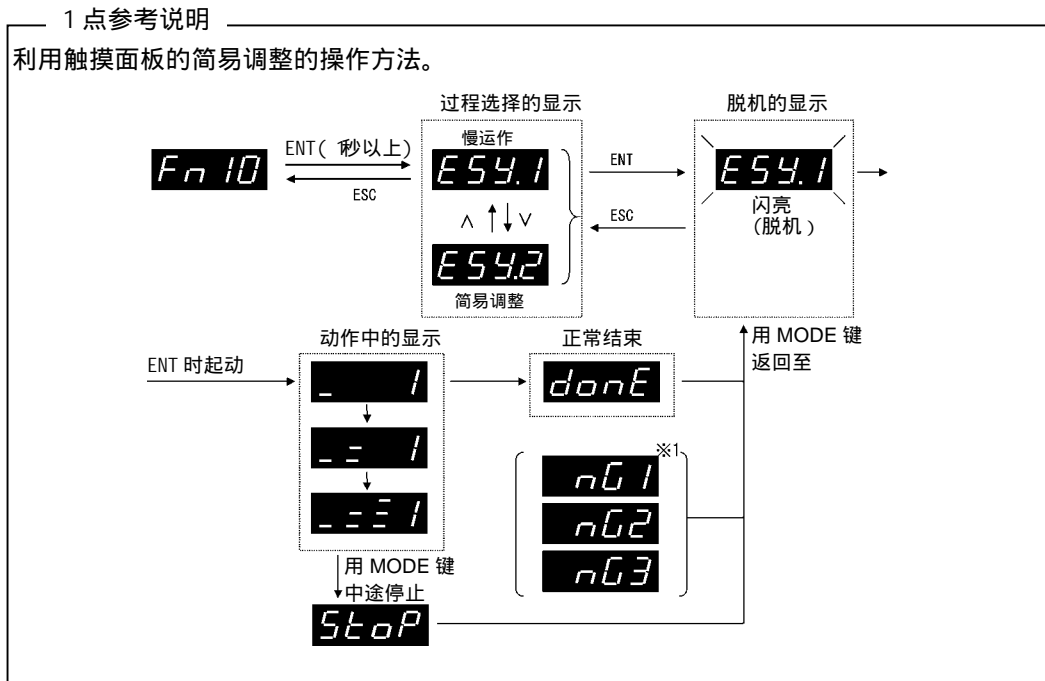 1点参考说明
利用触摸面板的简易调整的操作方法。
过程选择的显示
脱机的显示
Fn 10
ENT( 1秒以上)
ESC
慢运作
ESY.1
∧ ↑↓ ∨
ESY.2
简易调整
ENT
ESC
ESY.1
闪亮
(脱机)
动作中的显示
正常结束
用 MODE 键
返回至
ENT 时起动
_ 1
_ = 1
_ = ≡ 1
donE
※1
nG 1
nG2
nG3
用 MODE 键
中途停止
StoP